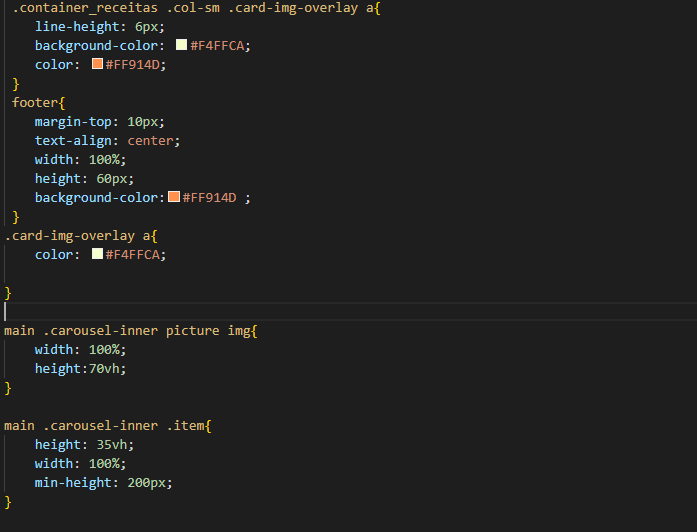 .container_receitas .col-sm .card-img-overlay a{
line-height: 6px;
background-color: #F4FFCA;
color: #FF914D;
}
footer{
margin-top: 10px;
text-align: center;
width: 100%;
height: 60px;
background-color:#FF914D ;
}
.card-img-overlay a{
color: #F4FFCA;
}
main .carousel-inner picture img{
width: 100%;
height:70vh;
}
main .carousel-inner .item{
height: 35vh;
width: 100%;
min-height: 200px;
}